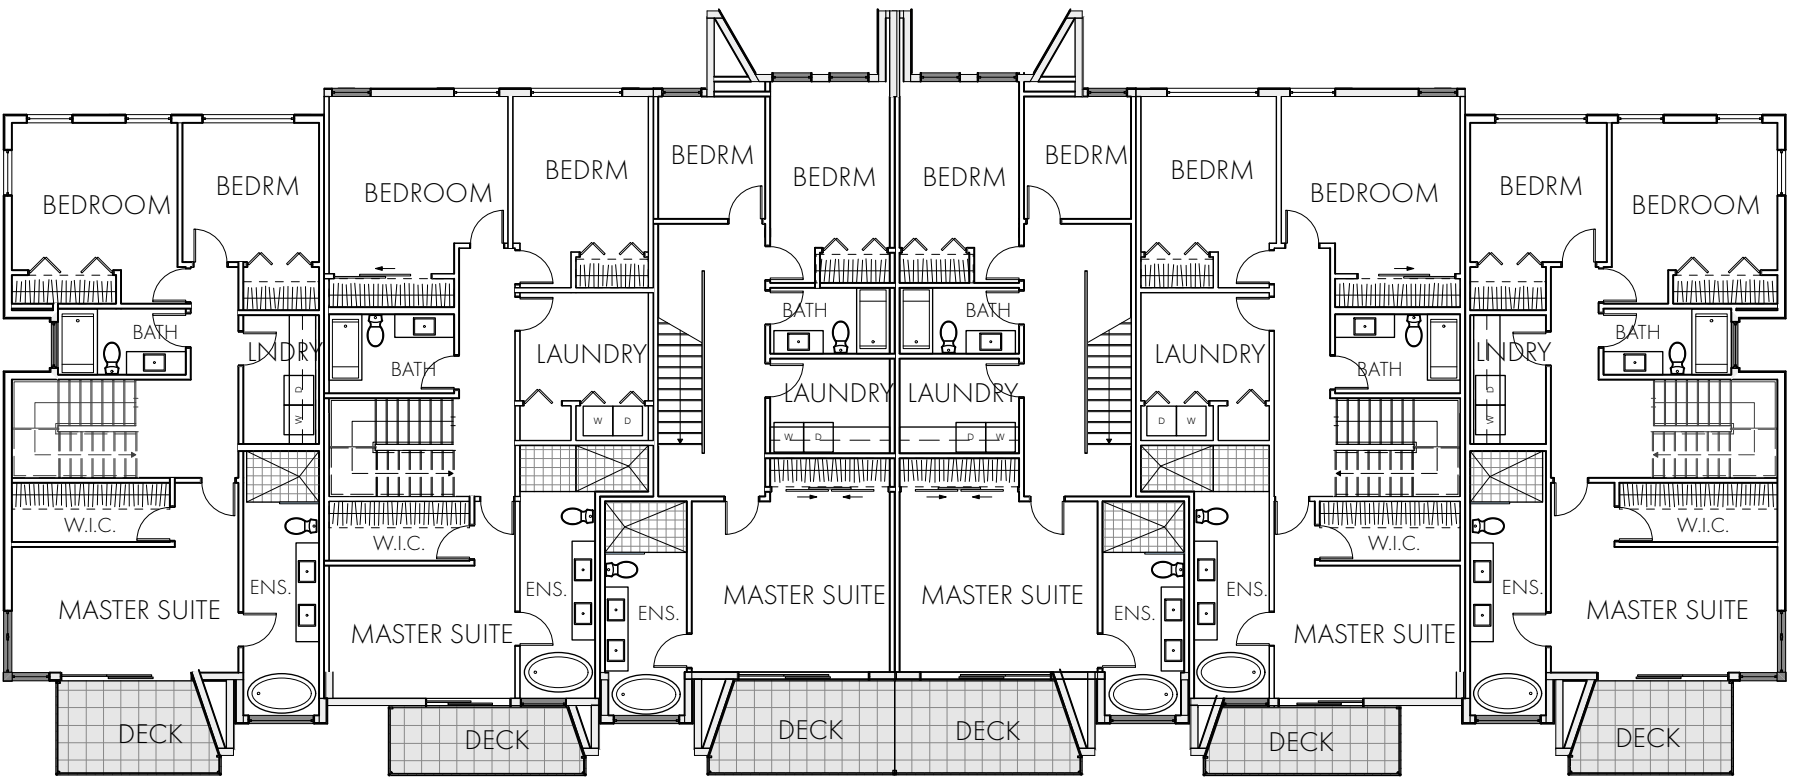 BEDRM
BEDRM
BEDRM
BEDRM
BEDRM
BEDRM
BEDRM
BEDRM
BEDROOM
BEDROOM
BEDROOM
BEDROOM
BATH
BATH
BATH
BATH
BATH
BATH
LNDRY
LAUNDRY
LAUNDRY
LAUNDRY
LAUNDRY
LNDRY
D
W
W D
W D
D W
D W
D
W
W.I.C.
W.I.C.
W.I.C.
W.I.C.
ENS.
ENS.
ENS.
ENS.
ENS.
ENS.
MASTER SUITE
MASTER SUITE
MASTER SUITE
MASTER SUITE
MASTER SUITE
MASTER SUITE
DECK
DECK
DECK
DECK
DECK
DECK